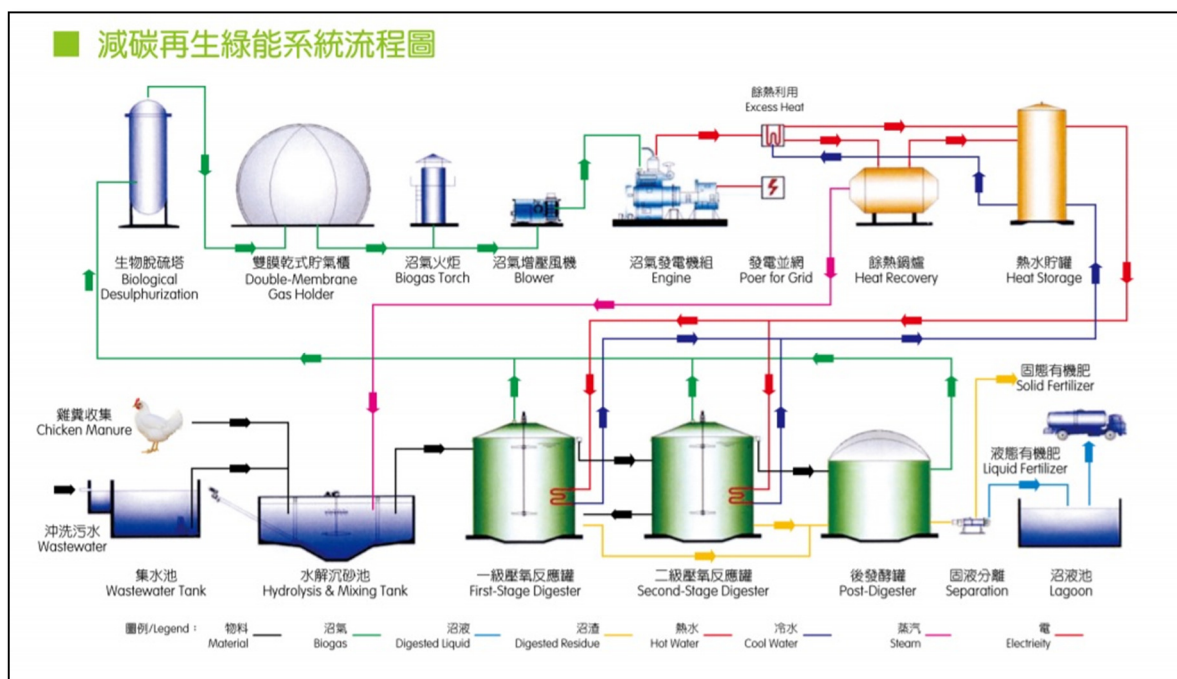 減碳再生綠能系統流程圖
餘熱利用
Excess Heat
生物脫硫塔
Biological
Desulphurization
雙膜乾式貯氣櫃
Double-Membrane
Gas Holder
沼氣火炬
Biogas Torch
沼氣增壓風機
Blower
沼氣發電機組
Engine
發電並網
Poer for Grid
餘熱鍋爐
Heat Recovery
熱水貯罐
Heat Storage
固態有機肥
Solid Fertilizer
雞糞收集
Chicken Manure
液態有機肥
Liquid Fertilizer
沖洗污水
Wastewater
集水池
Wastewater Tank
水解沉砂池
Hydrolysis & Mixing Tank
一級壓氧反應罐
First-Stage Digester
二級壓氧反應罐
Second-Stage Digester
後發酵罐
Post-Digester
固液分離
Separation
沼液池
Lagoon
圖例/Legend：
物料
Material
沼氣
Biogas
沼液
Digested Liquid
沼渣
Digested Residue
熱水
Hot Water
冷水
Cool Water
蒸汽
Steam
電
Electrieity